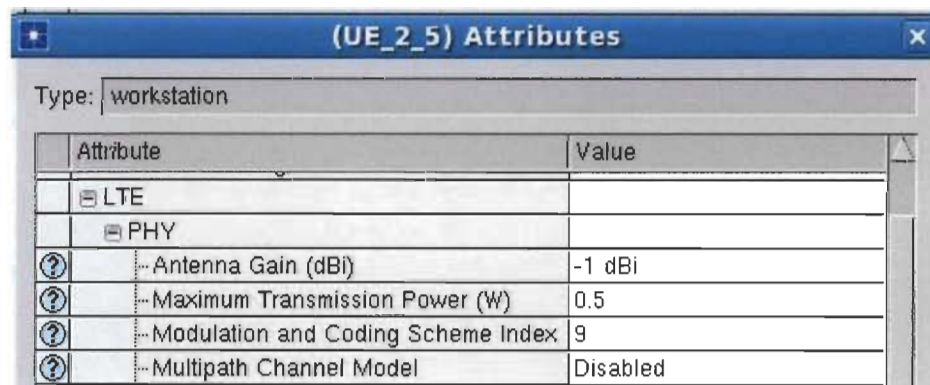 (UE_2_5) Attributes
Type: workstation
Attribute Value
LTE
PHY
Antenna Gain (dBi) -1 dBi
Maximum Transmission Power (W) 0.5
Modulation and Coding Scheme Index 9
Multipath Channel Model Disabled